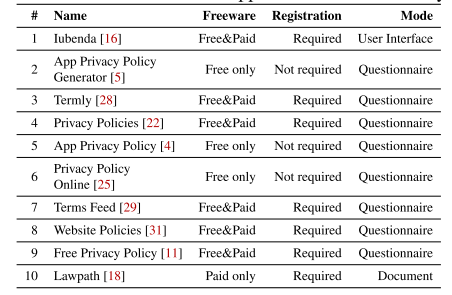 # Name Freeware Registration Mode
1 Iubenda [16] Free&Paid Required User Interface
2 App Privacy Policy Generator [5] Free only Not required Questionnaire
3 Termly [28] Free&Paid Required Questionnaire
4 Privacy Policies [22] Free&Paid Required Questionnaire
5 App Privacy Policy [4] Free only Not required Questionnaire
6 Privacy Policy Online [25] Free only Not required Questionnaire
7 Terms Feed [29] Free&Paid Required Questionnaire
8 Website Policies [31] Free&Paid Required Questionnaire
9 Free Privacy Policy [11] Free&Paid Required Questionnaire
10 Lawpath [18] Paid only Required Document